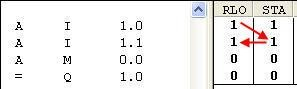 RLO STA
A I 1.0 1 1
A I 1.1 1 1
A M 0.0 0 0
= Q 1.0 0 0